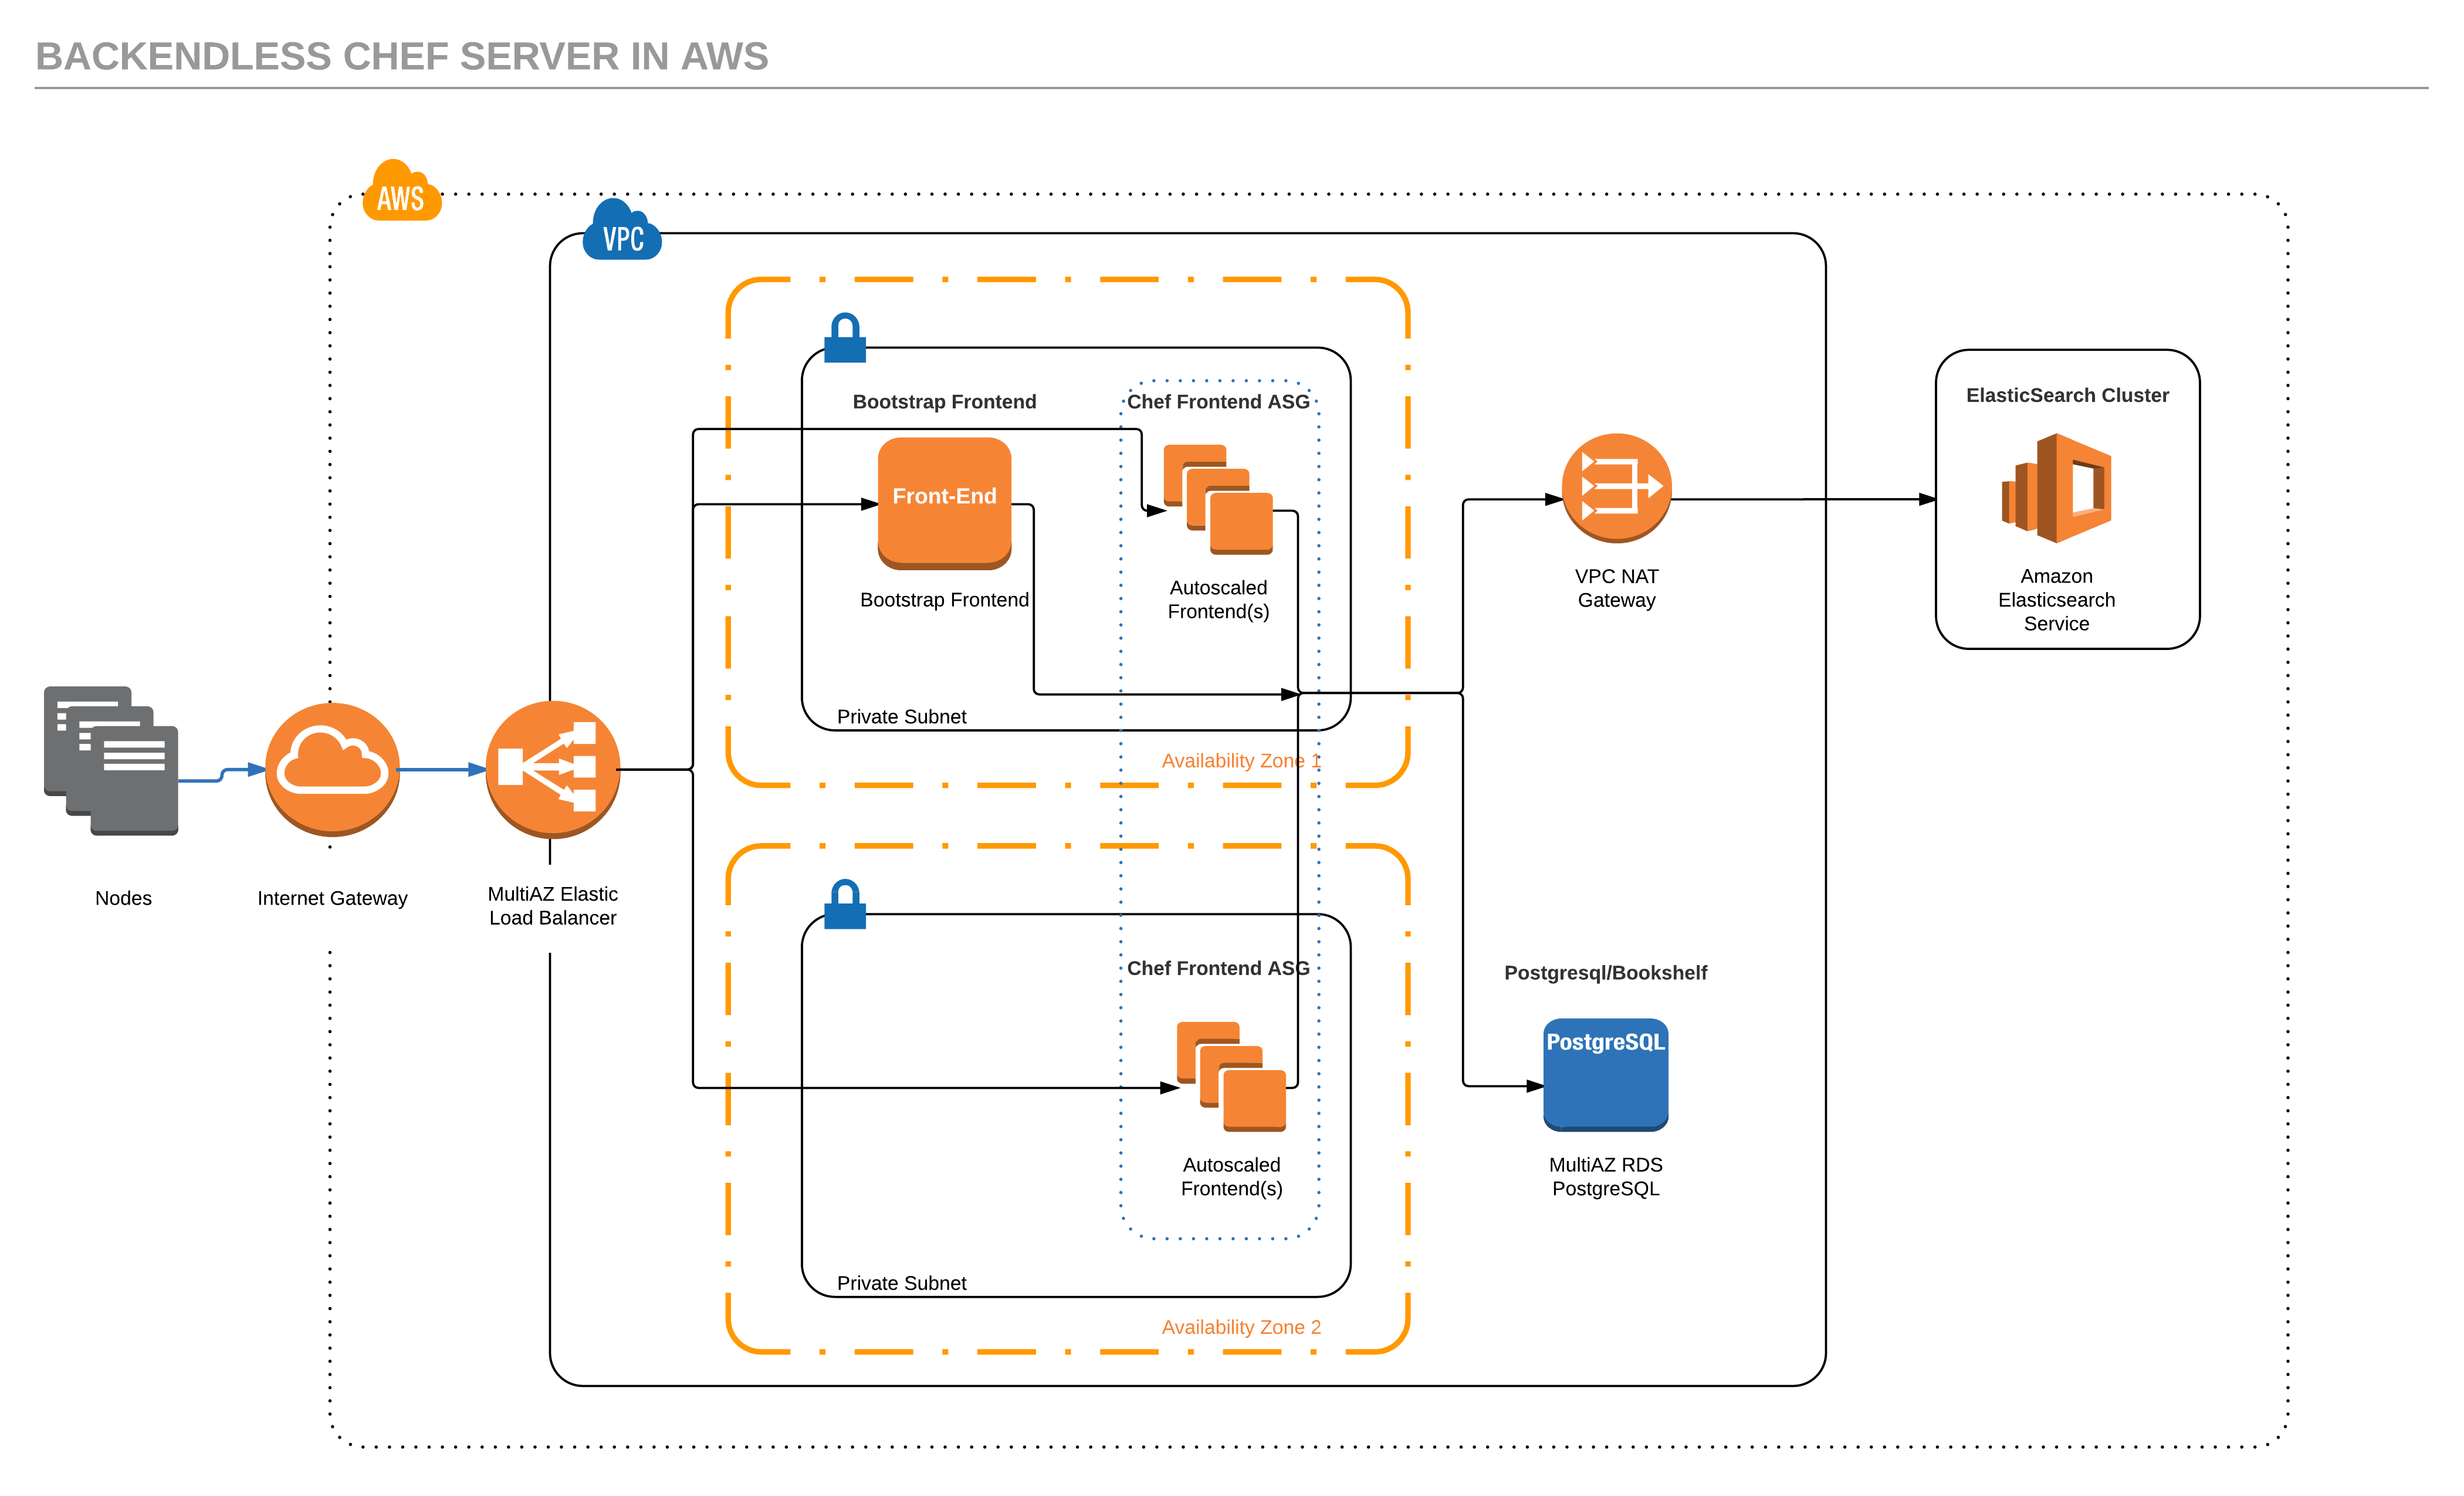 BACKENDLESS CHEF SERVER IN AWS
AWS
VPC
Bootstrap Frontend
Chef Frontend ASG
Front-End
Bootstrap Frontend
Autoscaled
Frontend(s)
Private Subnet
Availability Zone 1
VPC NAT
Gateway
ElasticSearch Cluster
Amazon
Elasticsearch
Service
Nodes
Internet Gateway
MultiAZ Elastic
Load Balancer
Chef Frontend ASG
Autoscaled
Frontend(s)
Private Subnet
Availability Zone 2
Postgresql/Bookshelf
PostgreSQL
MultiAZ RDS
PostgreSQL